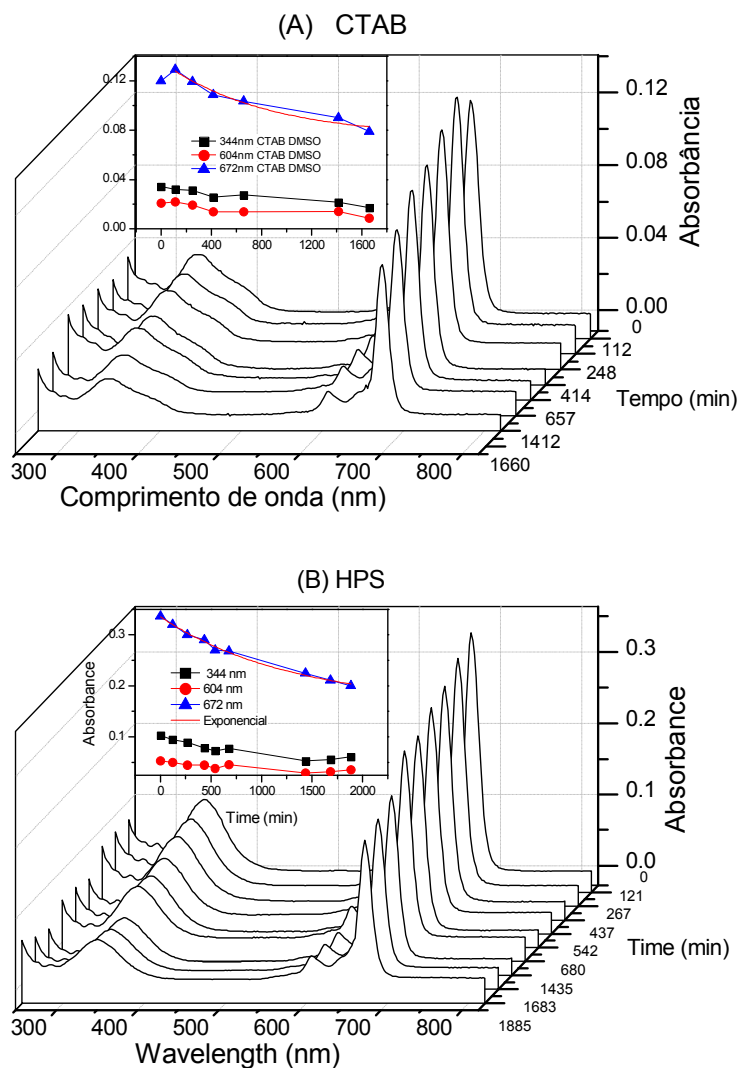 (A) CTAB
0.12
0.08
0.04
0.00
0 400 800 1200 1600
344nm CTAB DMSO
604nm CTAB DMSO
672nm CTAB DMSO
0.12
0.08
0.04
0.00
Absorbância
0
112
248
414
657
1412
1660
Tempo (min)
300 400 500 600 700 800
Comprimento de onda (nm)
(B) HPS
0.3
0.2
0.1
Absorbance
0 500 1000 1500 2000
Time (min)
344 nm
604 nm
672 nm
Exponencial
0.3
0.2
0.1
0.0
Absorbance
0
121
267
437
542
680
1435
1683
1885
Time (min)
300 400 500 600 700 800
Wavelength (nm)